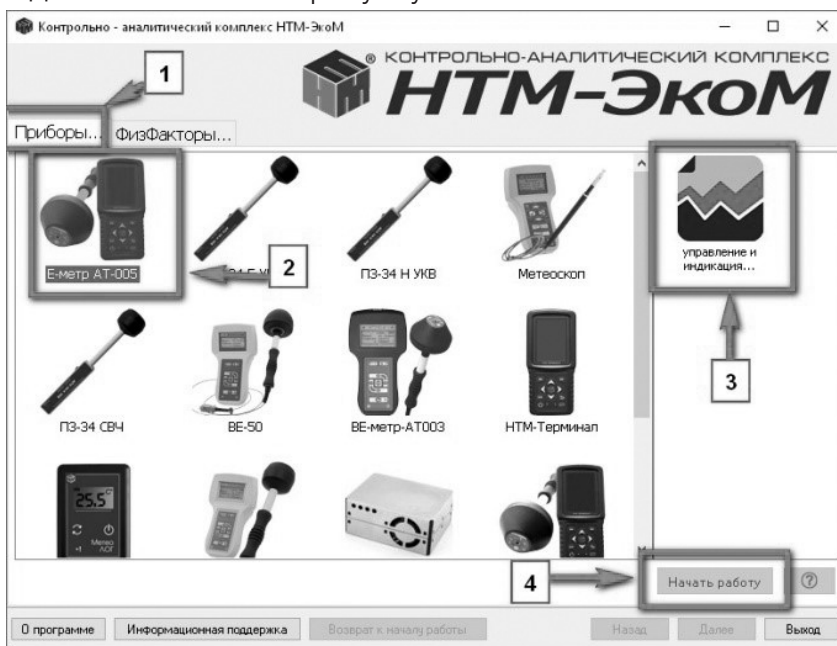 Контрольно - аналитический комплекс НТМ-ЭкоМ
КОНТРОЛЬНО-АНАЛИТИЧЕСКИЙ КОМПЛЕКС
®
НТМ-ЭкоМ
1
Приборы...
ФизФакторы...
Е-метр АТ-005
2
П3-34 Н УКВ
Метеоскоп
управление и
индикация...
3
П3-34 СВЧ
ВЕ-50
ВЕ-метр-АТ003
НТМ-Терминал
25.5°
Метео
ЛОГ
4
Начать работу
?
О программе
Информационная поддержка
Возврат к началу работы
Назад
Далее
Выход